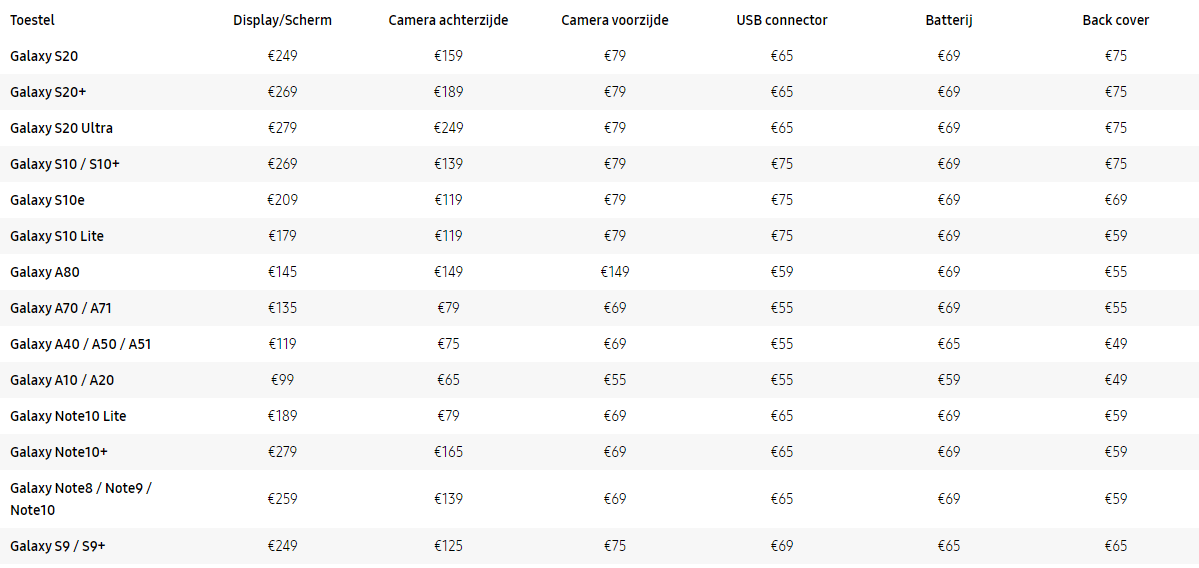 Toestel Display/Scherm Camera achterzijde Camera voorzijde USB connector Batterij Back cover
Galaxy S20 €249 €159 €79 €65 €69 €75
Galaxy S20+ €269 €189 €79 €65 €69 €75
Galaxy S20 Ultra €279 €249 €79 €65 €69 €75
Galaxy S10 / S10+ €269 €139 €79 €75 €69 €75
Galaxy S10e €209 €119 €79 €75 €69 €69
Galaxy S10 Lite €179 €119 €79 €75 €69 €59
Galaxy A80 €145 €149 €149 €59 €69 €55
Galaxy A70 / A71 €135 €79 €69 €55 €69 €55
Galaxy A40 / A50 / A51 €119 €75 €69 €55 €65 €49
Galaxy A10 / A20 €99 €65 €55 €55 €59 €49
Galaxy Note10 Lite €189 €79 €69 €65 €69 €59
Galaxy Note10+ €279 €165 €69 €65 €69 €59
Galaxy Note8 / Note9 /
Note10 €259 €139 €69 €65 €69 €59
Galaxy S9 / S9+ €249 €125 €75 €69 €65 €65